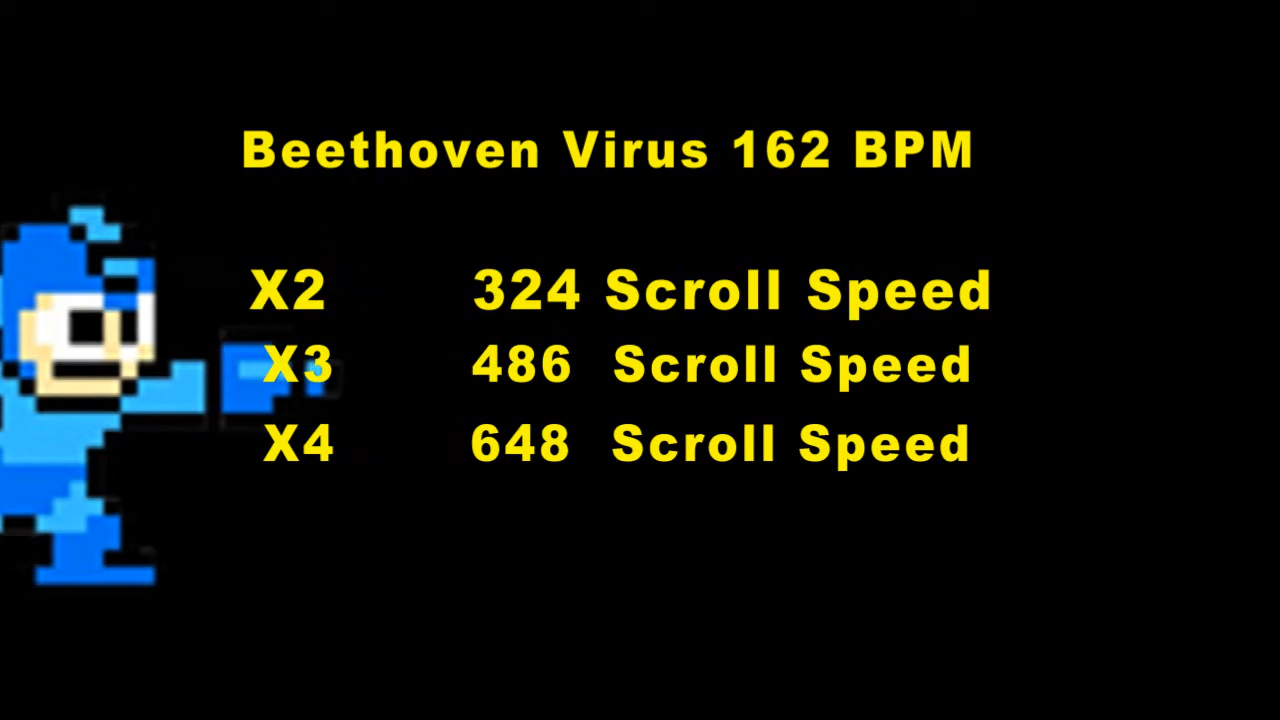 Beethoven Virus 162 BPM
X2 324 Scroll Speed
X3 486 Scroll Speed
X4 648 Scroll Speed